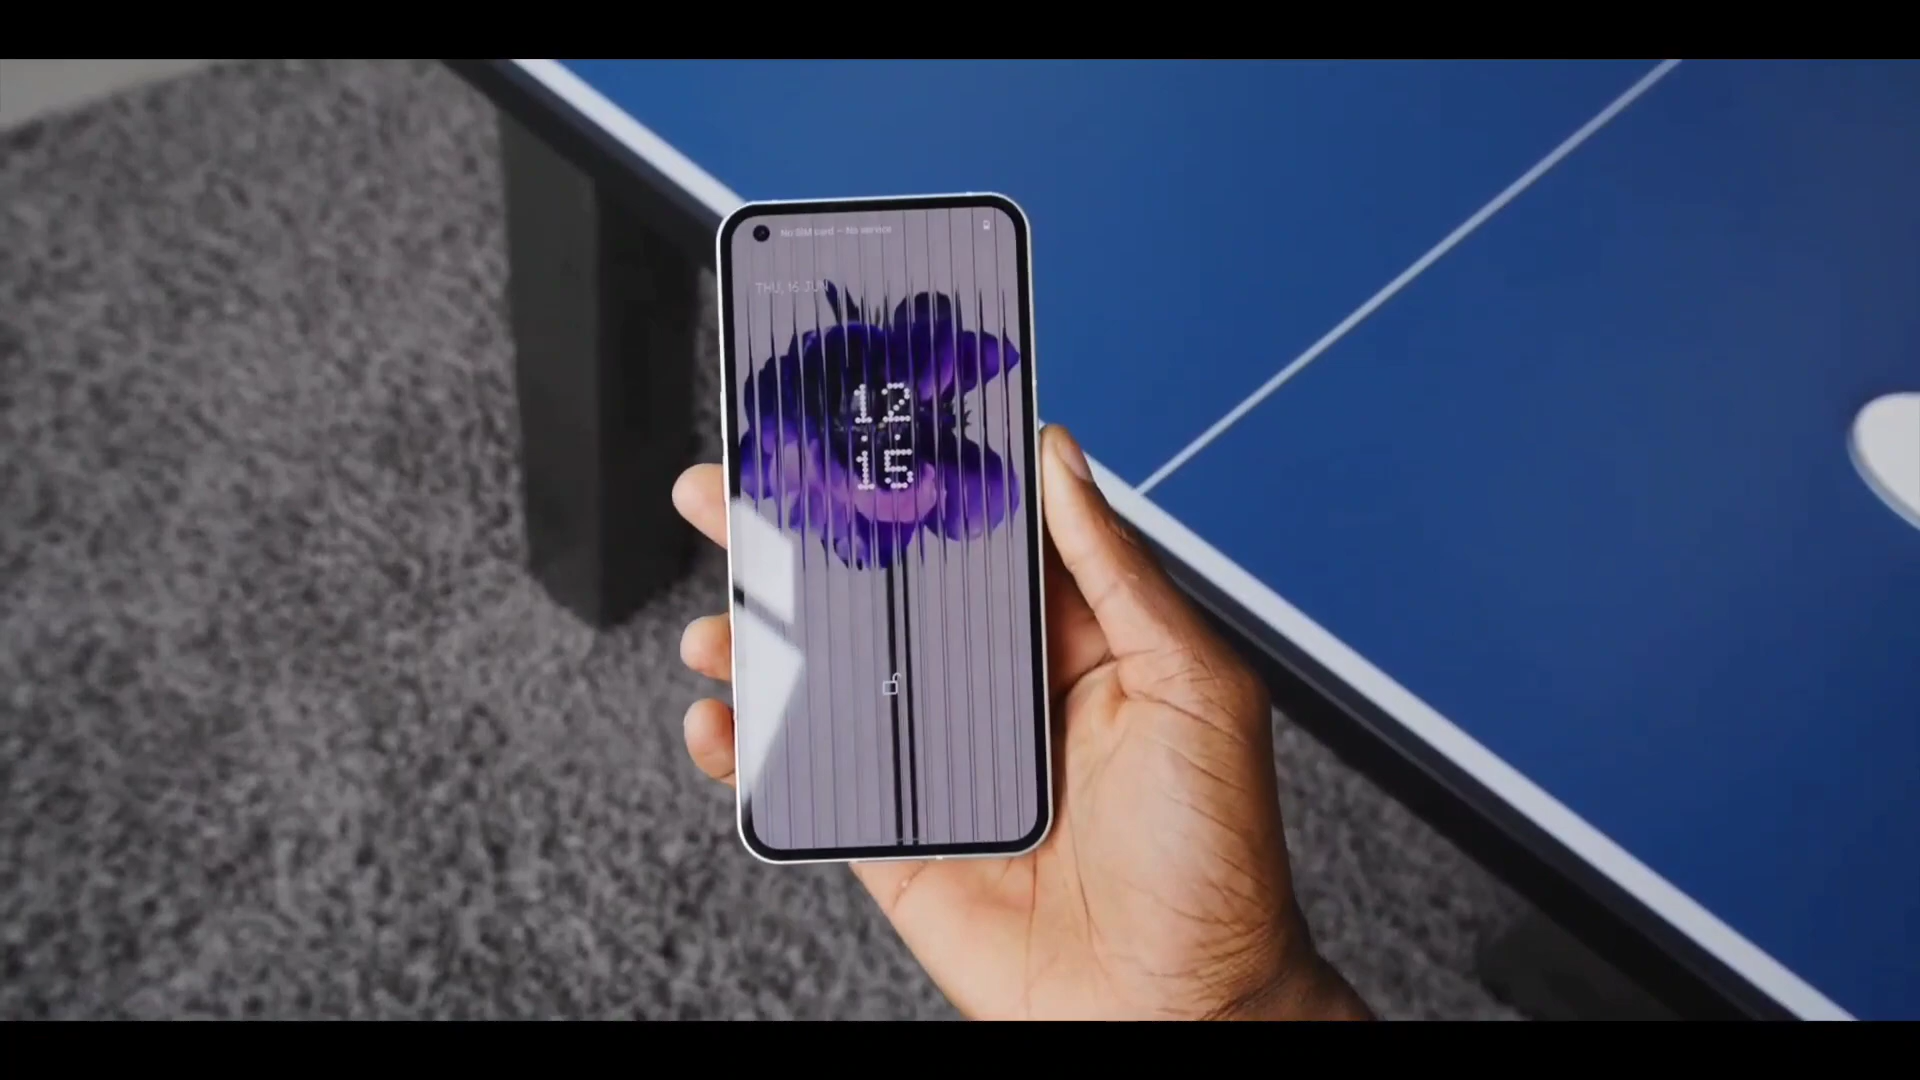 No SIM card – No service
THU, 16 JUN
12
15